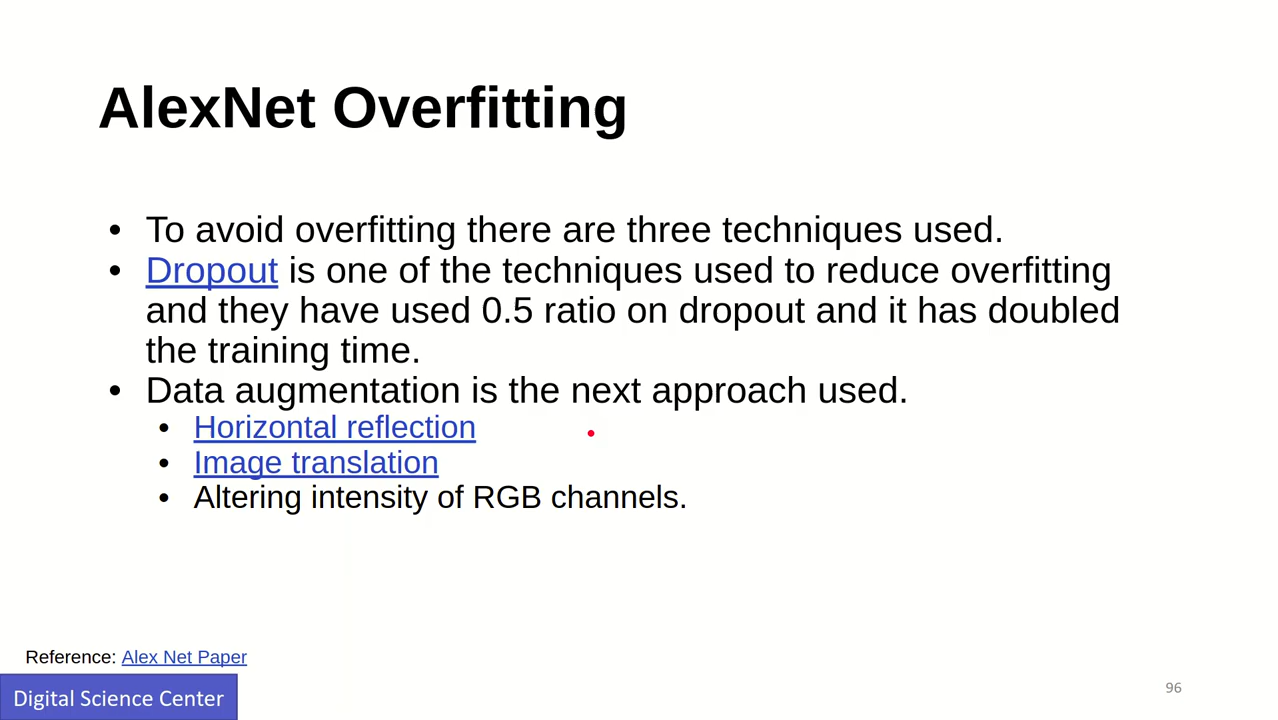 AlexNet Overfitting
• To avoid overfitting there are three techniques used.
• Dropout is one of the techniques used to reduce overfitting
and they have used 0.5 ratio on dropout and it has doubled
the training time.
• Data augmentation is the next approach used.
• Horizontal reflection
• Image translation
• Altering intensity of RGB channels.
Reference: Alex Net Paper
Digital Science Center
96